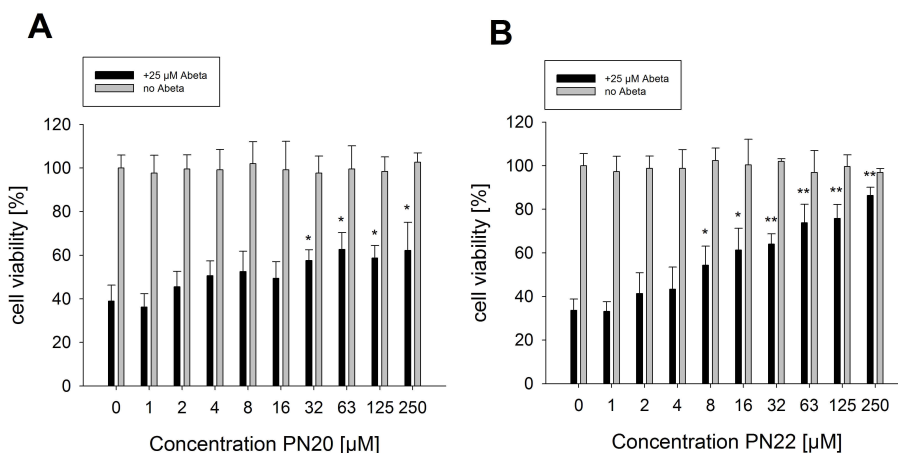 A
+25 µM Abeta
no Abeta
120
100
80
60
40
20
0
cell viability [%]
* * * *
0 1 2 4 8 16 32 63 125 250
Concentration PN20 [µM]
B
+25 µM Abeta
no Abeta
120
100
80
60
40
20
0
cell viability [%]
* * ** ** ** **
0 1 2 4 8 16 32 63 125 250
Concentration PN22 [µM]